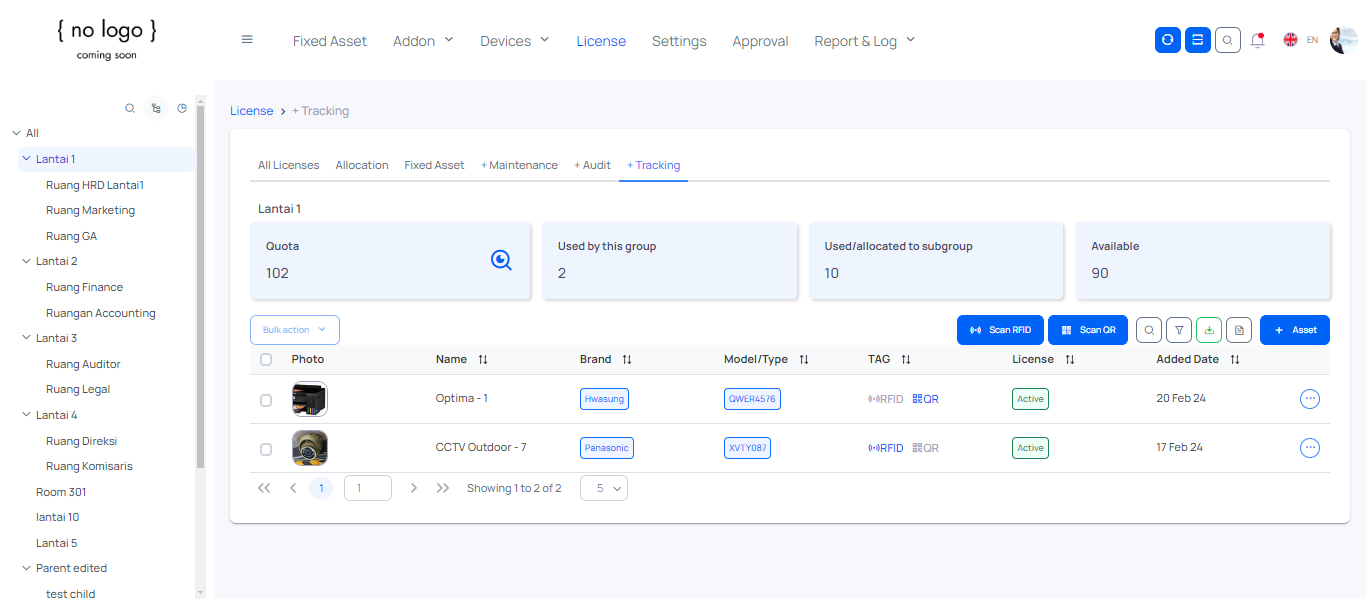 { no logo }
coming soon
Fixed Asset Addon Devices License Settings Approval Report & Log EN
All
Lantai 1
Ruang HRD Lantai1
Ruang Marketing
Ruang GA
Lantai 2
Ruang Finance
Ruangan Accounting
Lantai 3
Ruang Auditor
Ruang Legal
Lantai 4
Ruang Direksi
Ruang Komisaris
Room 301
lantai 10
Lantai 5
Parent edited
test child
License > + Tracking
All Licenses Allocation Fixed Asset + Maintenance + Audit + Tracking
Lantai 1
Quota
102
Used by this group
2
Used/allocated to subgroup
10
Available
90
Bulk action Scan RFID Scan QR + Asset
Photo Name Brand Model/Type TAG License Added Date
Optima - 1 Hwasung QWER4576 RFID QR Active 20 Feb 24
CCTV Outdoor - 7 Panasonic XVTY087 RFID QR Active 17 Feb 24
1 1 Showing 1 to 2 of 2 5